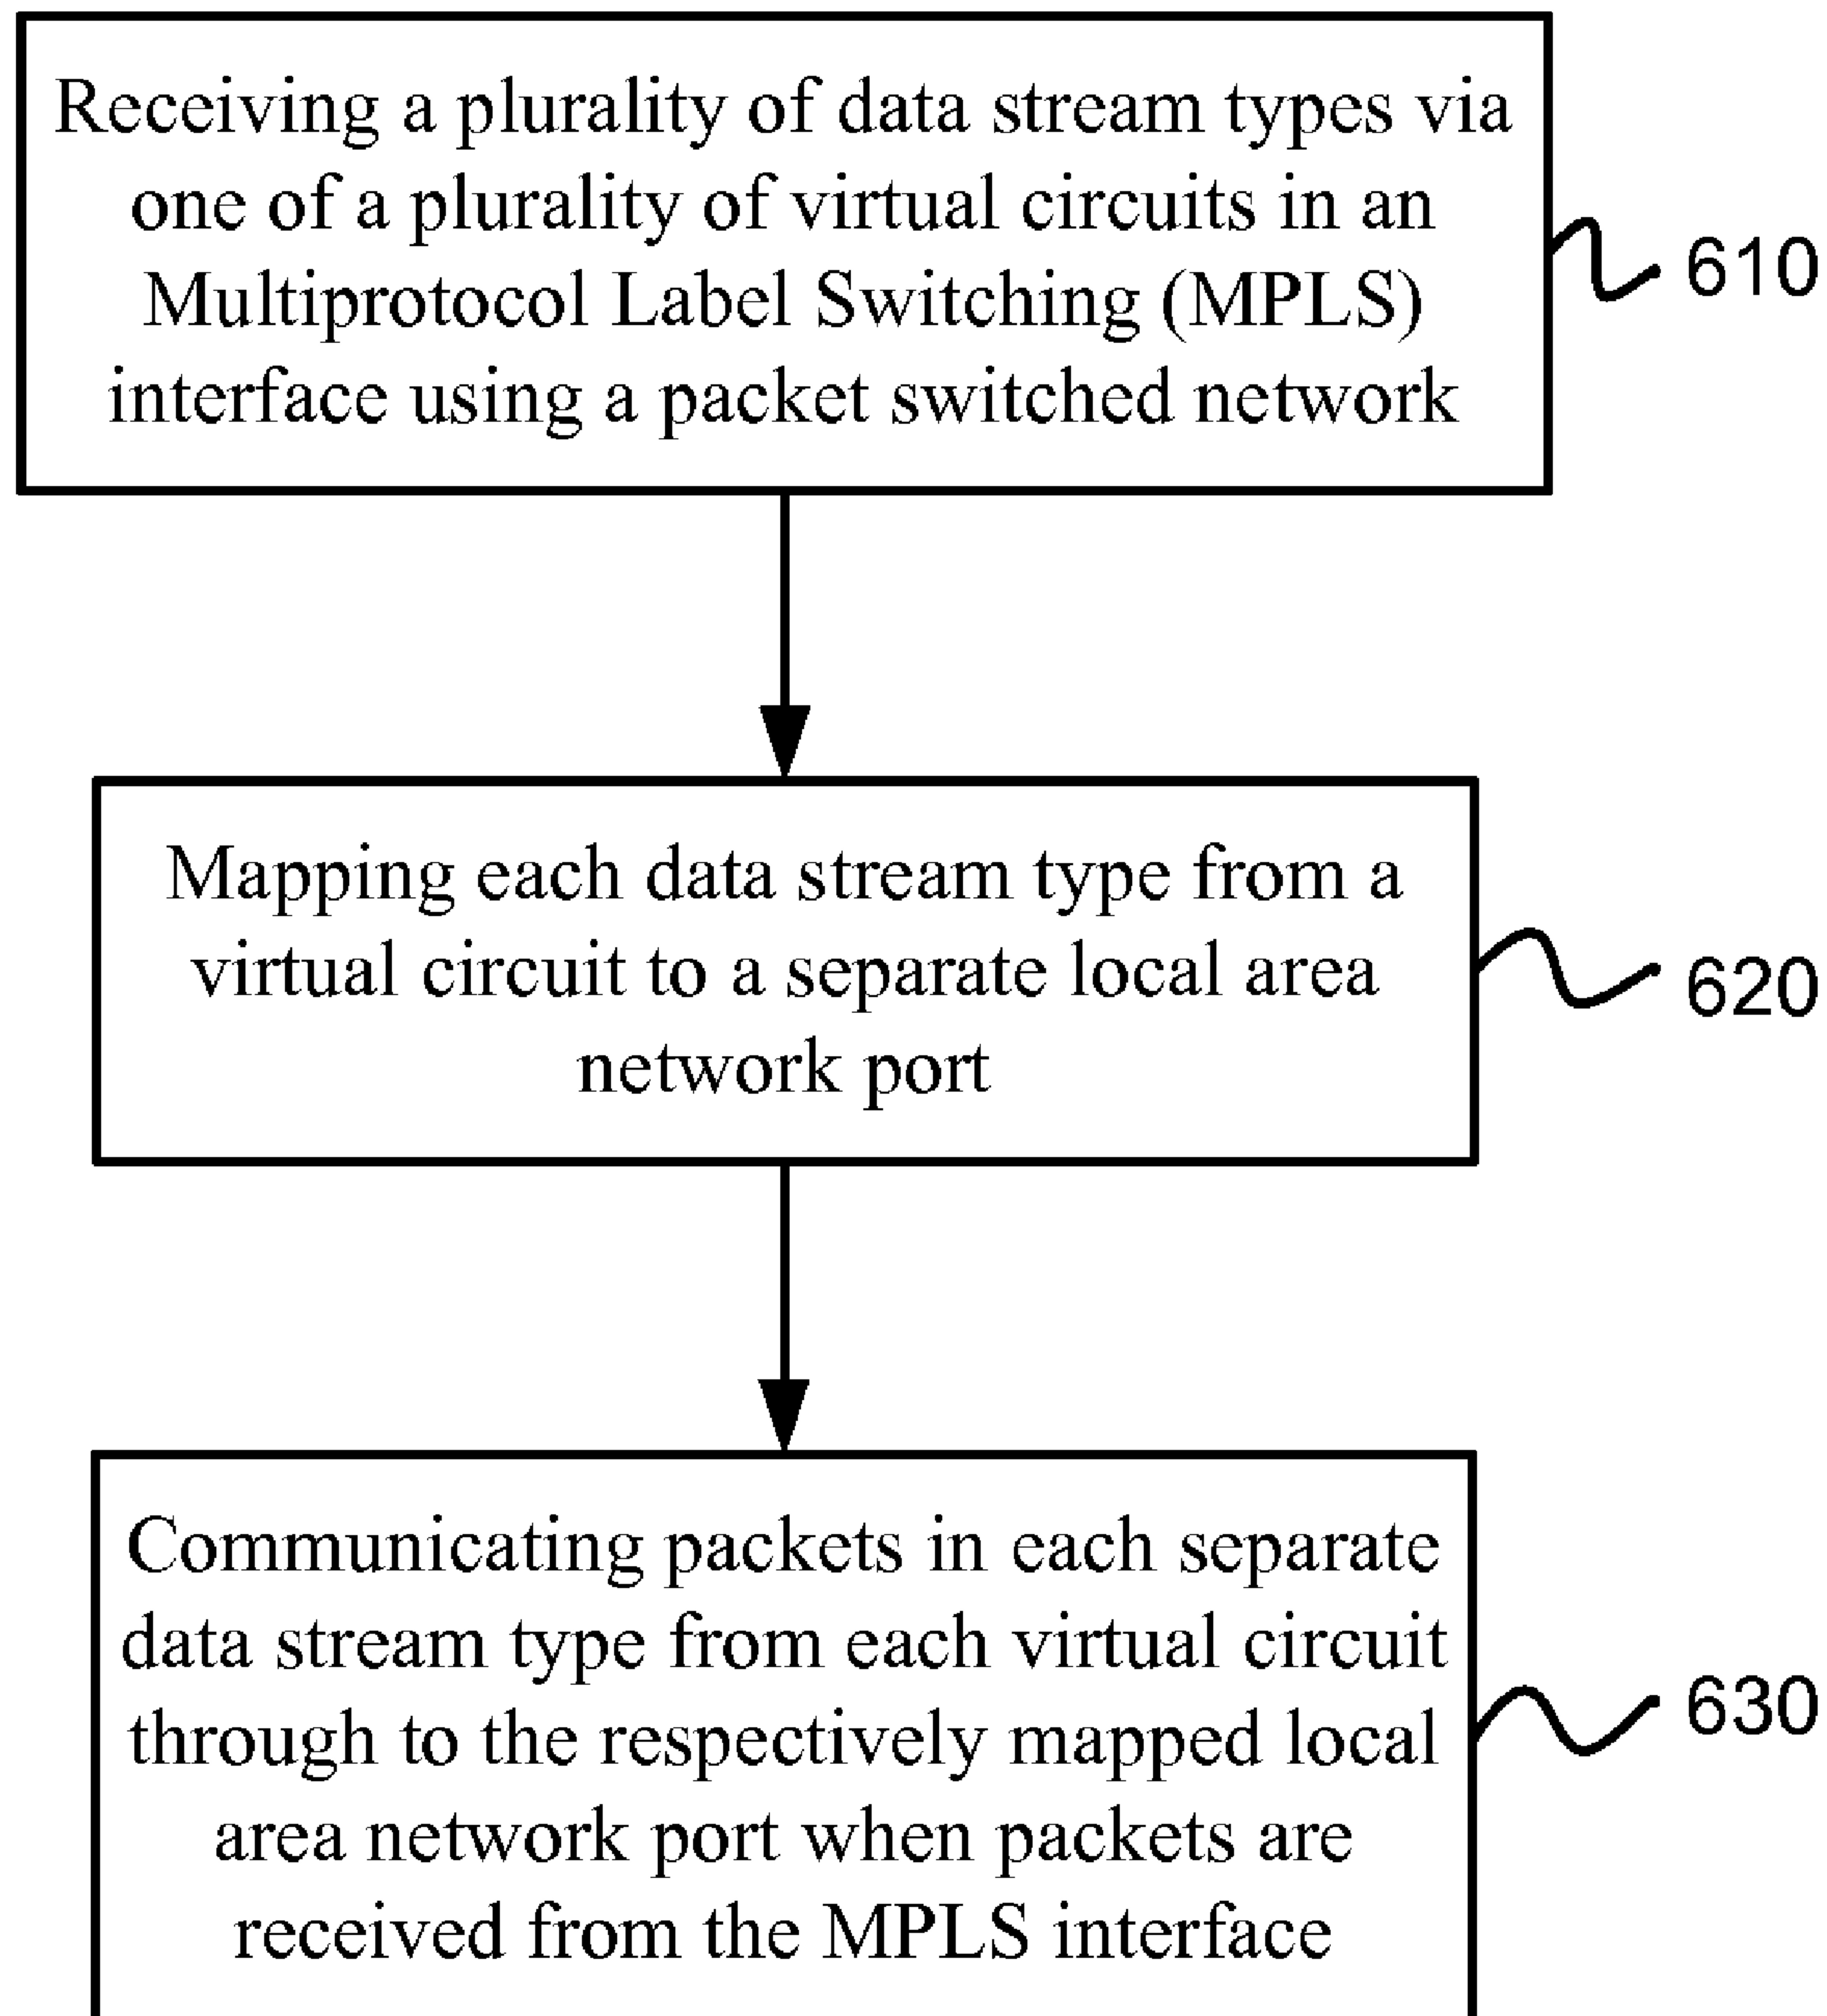 Receiving a plurality of data stream types via
one of a plurality of virtual circuits in an
Multiprotocol Label Switching (MPLS)
interface using a packet switched network
610
Mapping each data stream type from a
virtual circuit to a separate local area
network port
620
Communicating packets in each separate
data stream type from each virtual circuit
through to the respectively mapped local
area network port when packets are
received from the MPLS interface
630